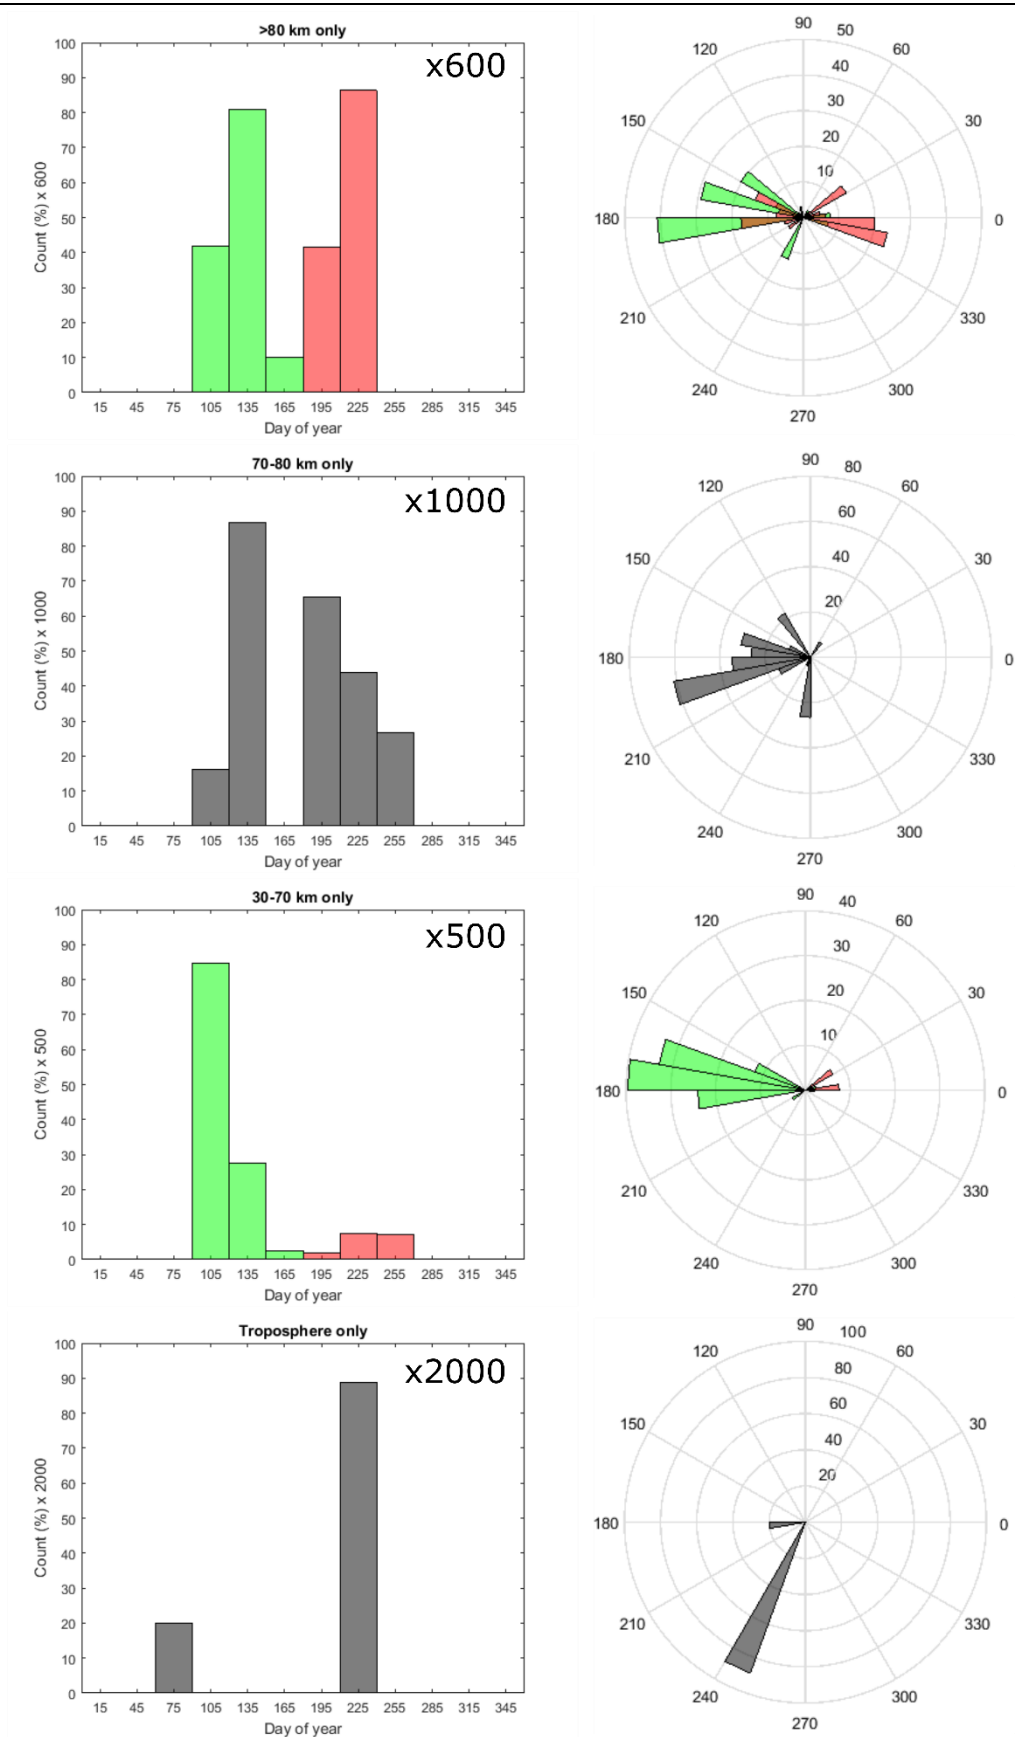 >80 km only
x600
100
90
80
70
60
50
40
30
20
10
0
Count (%) x 600
15 45 75 105 135 165 195 225 255 285 315 345
Day of year
90 50
120 40 60
30
20
150 10 30
180 0
210 330
240 300
270
70-80 km only
x1000
100
90
80
70
60
50
40
30
20
10
0
Count (%) x 1000
15 45 75 105 135 165 195 225 255 285 315 345
Day of year
90 80
120 60 60
150 40 30
20
180 0
210 330
240 300
270
30-70 km only
x500
100
90
80
70
60
50
40
30
20
10
0
Count (%) x 500
15 45 75 105 135 165 195 225 255 285 315 345
Day of year
90 40
120 60
30
150 20 30
10
180 0
210 330
240 300
270
Troposphere only
x2000
100
90
80
70
60
50
40
30
20
10
0
Count (%) x 2000
15 45 75 105 135 165 195 225 255 285 315 345
Day of year
90 100
120 80 60
60
150 40 30
20
180 0
210 330
240 300
270